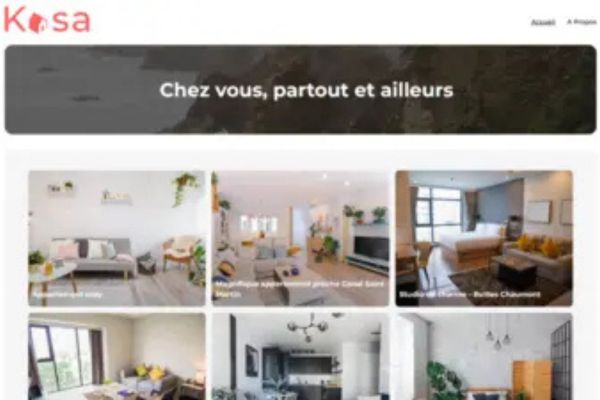 Kasa
Accueil
A Propos
Chez vous, partout et ailleurs
Appartement cosy
Magnifique appartement proche Canal Saint
Martin
Studio de charme - Buttes Chaumont